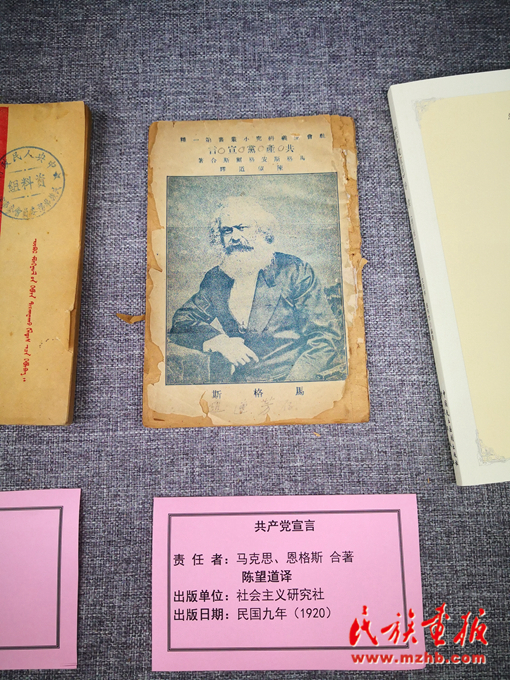 社會主義研究小叢書第一種
共○產○黨○宣○言
馬格斯安格爾斯合著
陳望道譯
馬格斯
資料組
共产党宣言
责 任 者：马克思、恩格斯 合著
陈望道译
出版单位：社会主义研究社
出版日期：民国九年（1920）
民族画报
www.mzhb.com